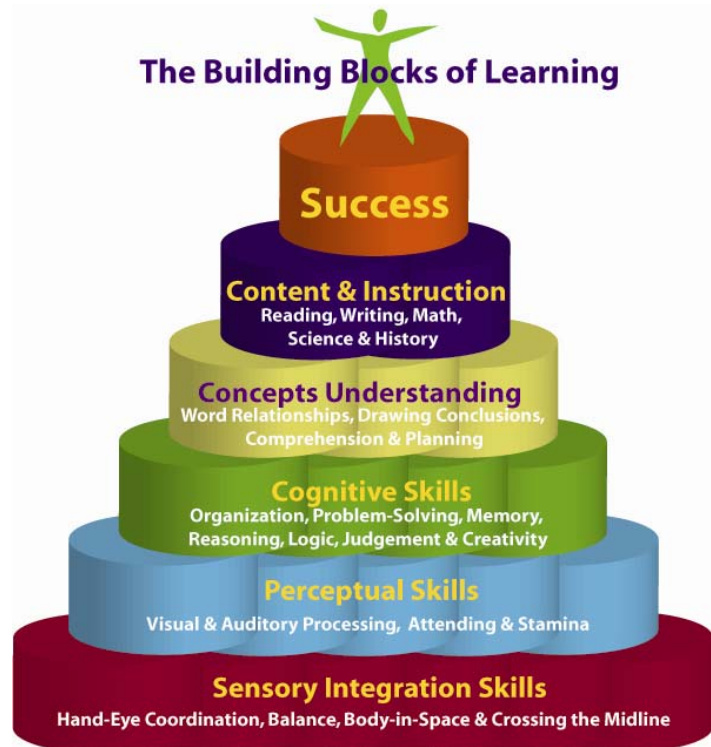 The Building Blocks of Learning
Success
Content & Instruction
Reading, Writing, Math,
Science & History
Concepts Understanding
Word Relationships, Drawing Conclusions,
Comprehension & Planning
Cognitive Skills
Organization, Problem-Solving, Memory,
Reasoning, Logic, Judgement & Creativity
Perceptual Skills
Visual & Auditory Processing, Attending & Stamina
Sensory Integration Skills
Hand-Eye Coordination, Balance, Body-in-Space & Crossing the Midline